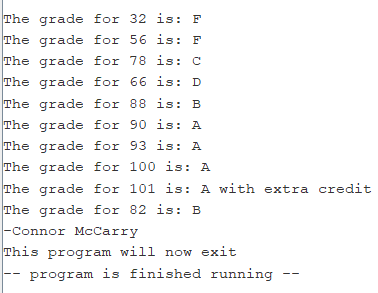 The grade for 32 is: F
The grade for 56 is: F
The grade for 78 is: C
The grade for 66 is: D
The grade for 88 is: B
The grade for 90 is: A
The grade for 93 is: A
The grade for 100 is: A
The grade for 101 is: A with extra credit
The grade for 82 is: B
-Connor McCarry
This program will now exit
-- program is finished running --